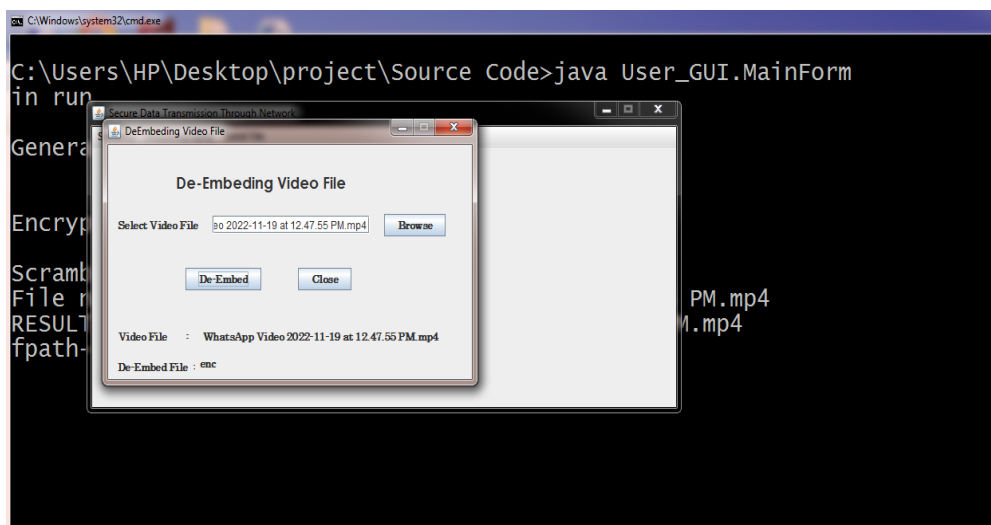 C:\Windows\system32\cmd.exe
C:\Users\HP\Desktop\project\Source Code>java User_GUI.MainForm
in run
Secure Data Transmission Through Network
DeEmbeding Video File
Genera
De-Embeding Video File
Encryp
Select Video File eo 2022-11-19 at 12.47.55 PM.mp4 Browse
Scramb
De-Embed Close
File r PM.mp4
RESULT M.mp4
Video File : WhatsApp Video 2022-11-19 at 12.47.55 PM.mp4
fpath-
De-Embed File : enc